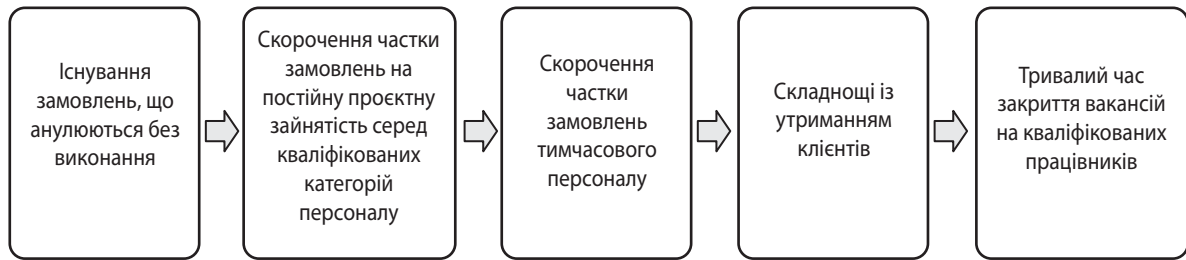 Існування
замовлень, що
анулюються без
виконання
Скорочення частки
замовлень на
постійну проєктну
зайнятість серед
кваліфікованих
категорій
персоналу
Скорочення
частки
замовлень
тимчасового
персоналу
Складнощі із
утриманням
клієнтів
Тривалий час
закриття вакансій
на кваліфікованих
працівників